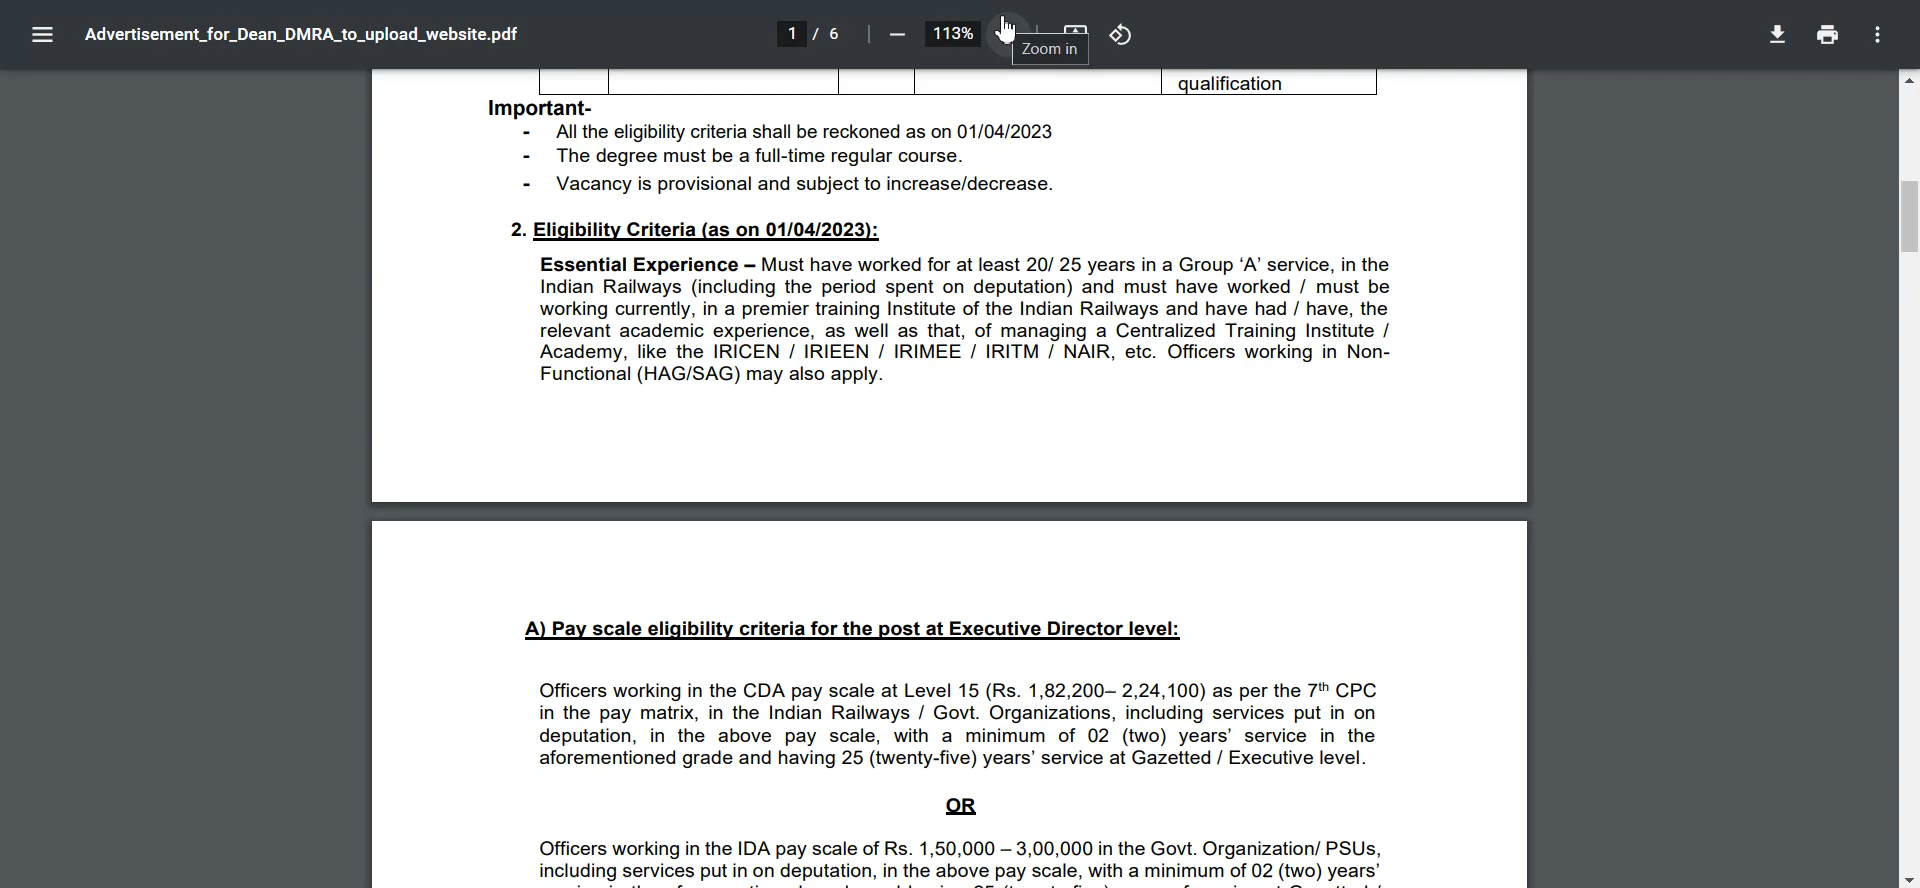 Advertisement_for_Dean_DMRA_to_upload_website.pdf
1 / 6
113%
Zoom in
qualification
Important-
- All the eligibility criteria shall be reckoned as on 01/04/2023
- The degree must be a full-time regular course.
- Vacancy is provisional and subject to increase/decrease.
2. Eligibility Criteria (as on 01/04/2023):
Essential Experience – Must have worked for at least 20/ 25 years in a Group ‘A’ service, in the
Indian Railways (including the period spent on deputation) and must have worked / must be
working currently, in a premier training Institute of the Indian Railways and have had / have, the
relevant academic experience, as well as that, of managing a Centralized Training Institute /
Academy, like the IRICEN / IRIEEN / IRIMEE / IRITM / NAIR, etc. Officers working in Non-
Functional (HAG/SAG) may also apply.
A) Pay scale eligibility criteria for the post at Executive Director level:
Officers working in the CDA pay scale at Level 15 (Rs. 1,82,200– 2,24,100) as per the 7th CPC
in the pay matrix, in the Indian Railways / Govt. Organizations, including services put in on
deputation, in the above pay scale, with a minimum of 02 (two) years’ service in the
aforementioned grade and having 25 (twenty-five) years’ service at Gazetted / Executive level.
OR
Officers working in the IDA pay scale of Rs. 1,50,000 – 3,00,000 in the Govt. Organization/ PSUs,
including services put in on deputation, in the above pay scale, with a minimum of 02 (two) years’